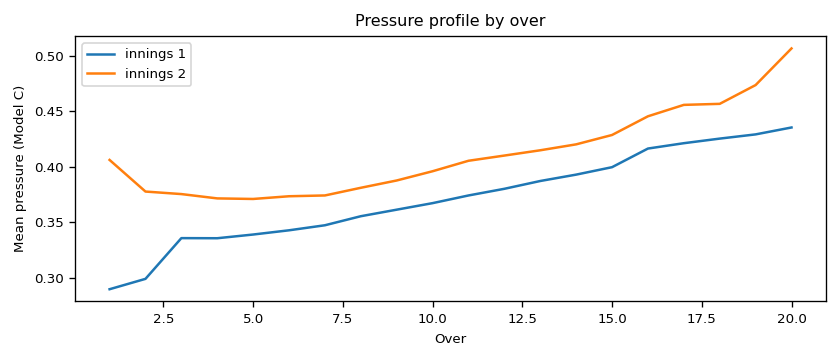 Pressure profile by over
innings 1
innings 2
Mean pressure (Model C)
0.50
0.45
0.40
0.35
0.30
2.5 5.0 7.5 10.0 12.5 15.0 17.5 20.0
Over